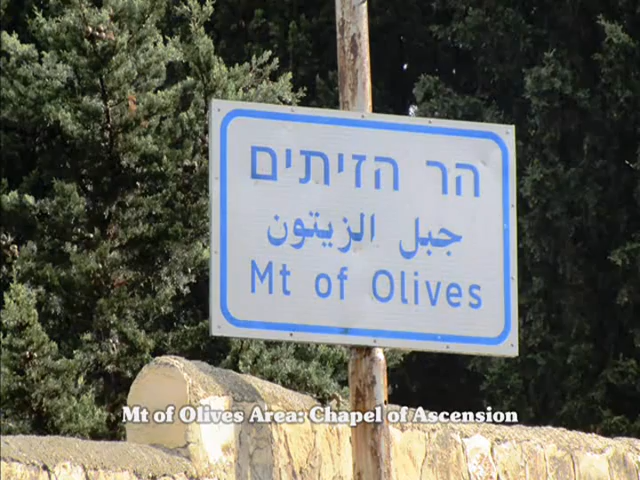 הר הזיתים
جبل الزيتون
Mt of Olives
Mt of Olives Area: Chapel of Ascension